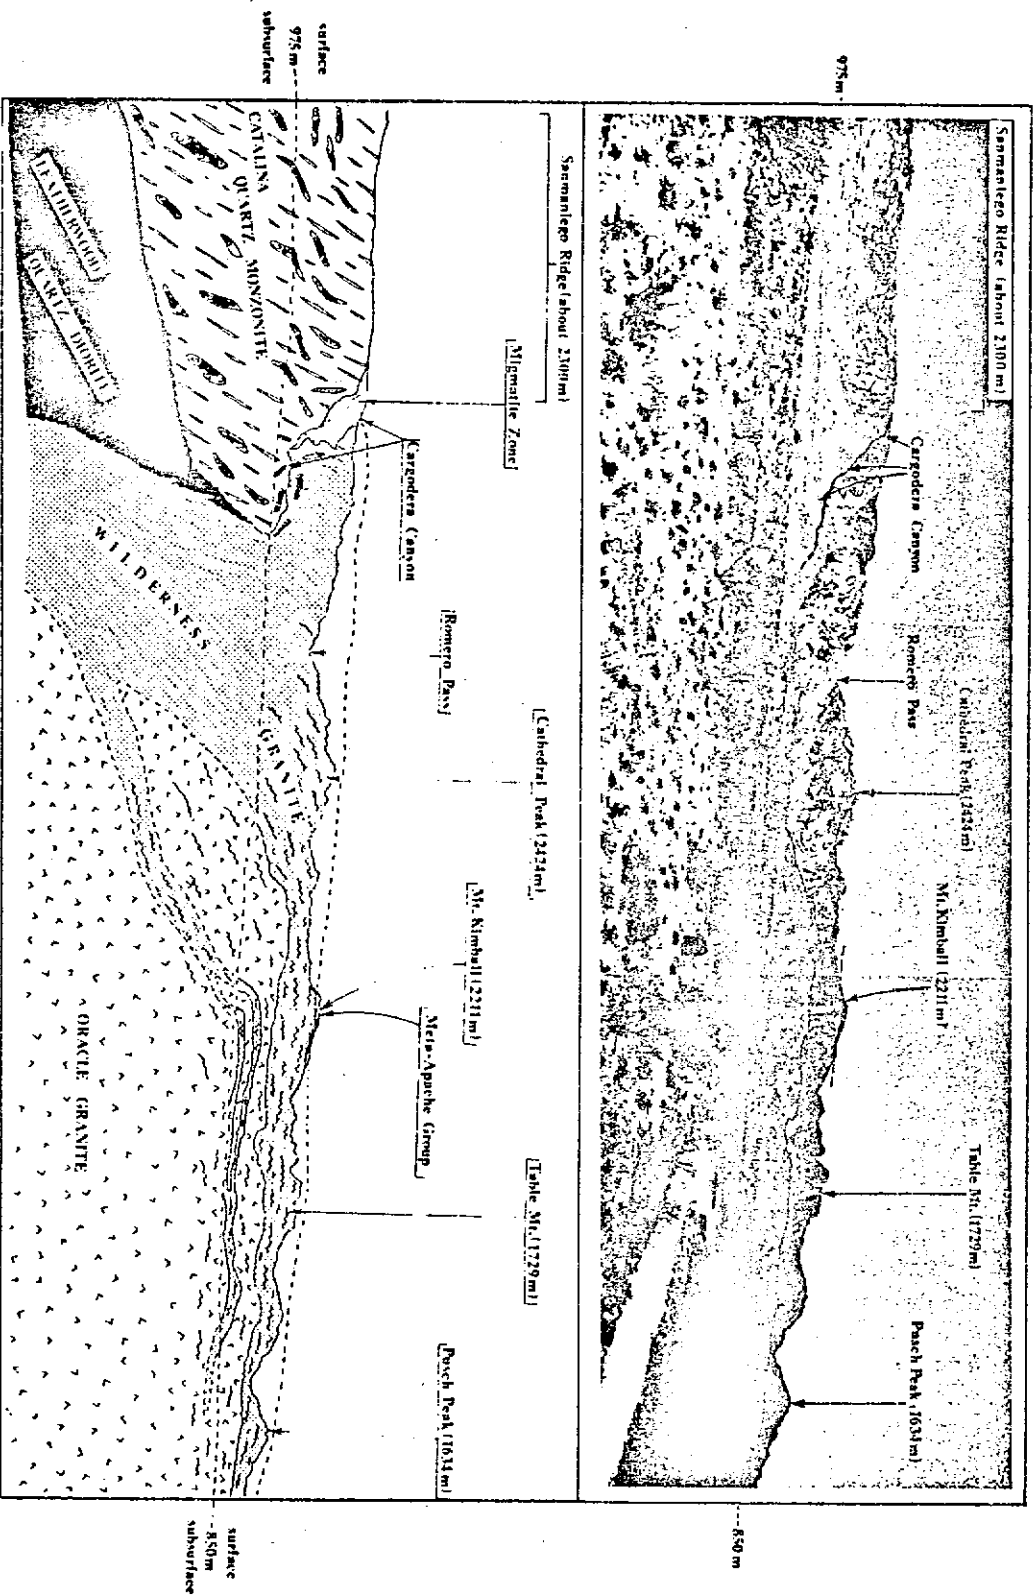 Samaniego Ridge (about 2300 m)
Cargodera Canyon
Romero Pass
Cathedral Peak (2424m)
Mt. Kimball (2211m)
Table Mt. (1729m)
Pusch Peak (1634m)
975m
850m
Samaniego Ridge (about 2300m)
Migmatite Zone
Cargodera Canyon
Romero Pass
Cathedral Peak (2424m)
Mt. Kimball (2211m)
Meta-Apache Group
Table Mt. (1729m)
Pusch Peak (1634m)
surface
975m
subsurface
surface
850m
subsurface
CATALINA
QUARTZ MONZONITE
LEATHERWOOD
QUARTZ DIORITE
WILDERNESS
GRANITE
ORACLE GRANITE